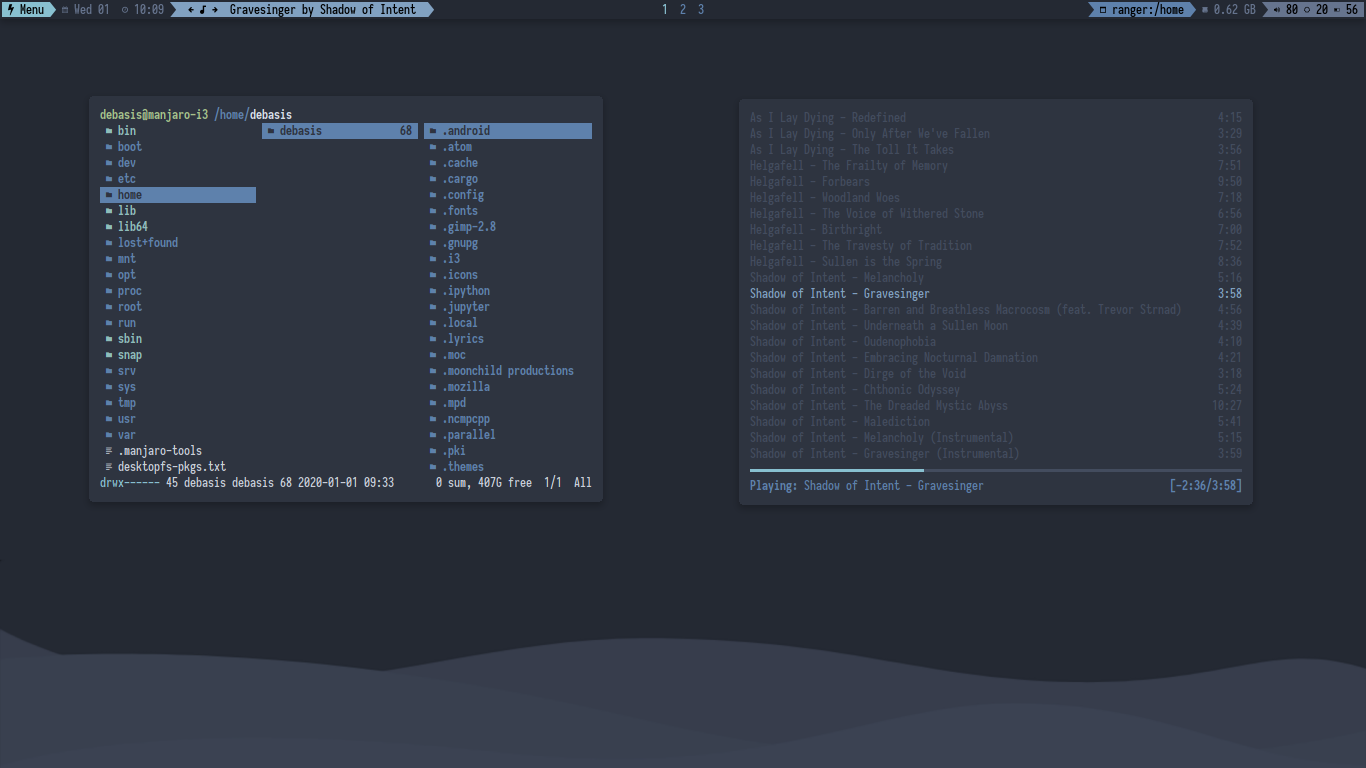 Menu Wed 01 10:09 Gravesinger by Shadow of Intent 1 2 3 ranger:/home 0.62 GB 80 20 56
debasis@manjaro-i3 /home/debasis
bin debasis 68 .android
boot .atom
dev .cache
etc .cargo
home .config
lib .fonts
lib64 .gimp-2.8
lost+found .gnupg
mnt .i3
opt .icons
proc .ipython
root .jupyter
run .local
sbin .lyrics
snap .moc
srv .moonchild productions
sys .mozilla
tmp .mpd
usr .ncmpcpp
var .parallel
.manjaro-tools .pki
desktopfs-pkgs.txt .themes
drwx------ 45 debasis debasis 68 2020-01-01 09:33 0 sum, 407G free 1/1 All
As I Lay Dying - Redefined 4:15
As I Lay Dying - Only After We've Fallen 3:29
As I Lay Dying - The Toll It Takes 3:56
Helgafell - The Frailty of Memory 7:51
Helgafell - Forbears 9:50
Helgafell - Woodland Woes 7:18
Helgafell - The Voice of Withered Stone 6:56
Helgafell - Birthright 7:00
Helgafell - The Travesty of Tradition 7:52
Helgafell - Sullen is the Spring 8:36
Shadow of Intent - Melancholy 5:16
Shadow of Intent - Gravesinger 3:58
Shadow of Intent - Barren and Breathless Macrocosm (feat. Trevor Strnad) 4:56
Shadow of Intent - Underneath a Sullen Moon 4:39
Shadow of Intent - Oudenophobia 4:10
Shadow of Intent - Embracing Nocturnal Damnation 4:21
Shadow of Intent - Dirge of the Void 3:18
Shadow of Intent - Chthonic Odyssey 5:24
Shadow of Intent - The Dreaded Mystic Abyss 10:27
Shadow of Intent - Malediction 5:41
Shadow of Intent - Melancholy (Instrumental) 5:15
Shadow of Intent - Gravesinger (Instrumental) 3:59
Playing: Shadow of Intent - Gravesinger [-2:36/3:58]